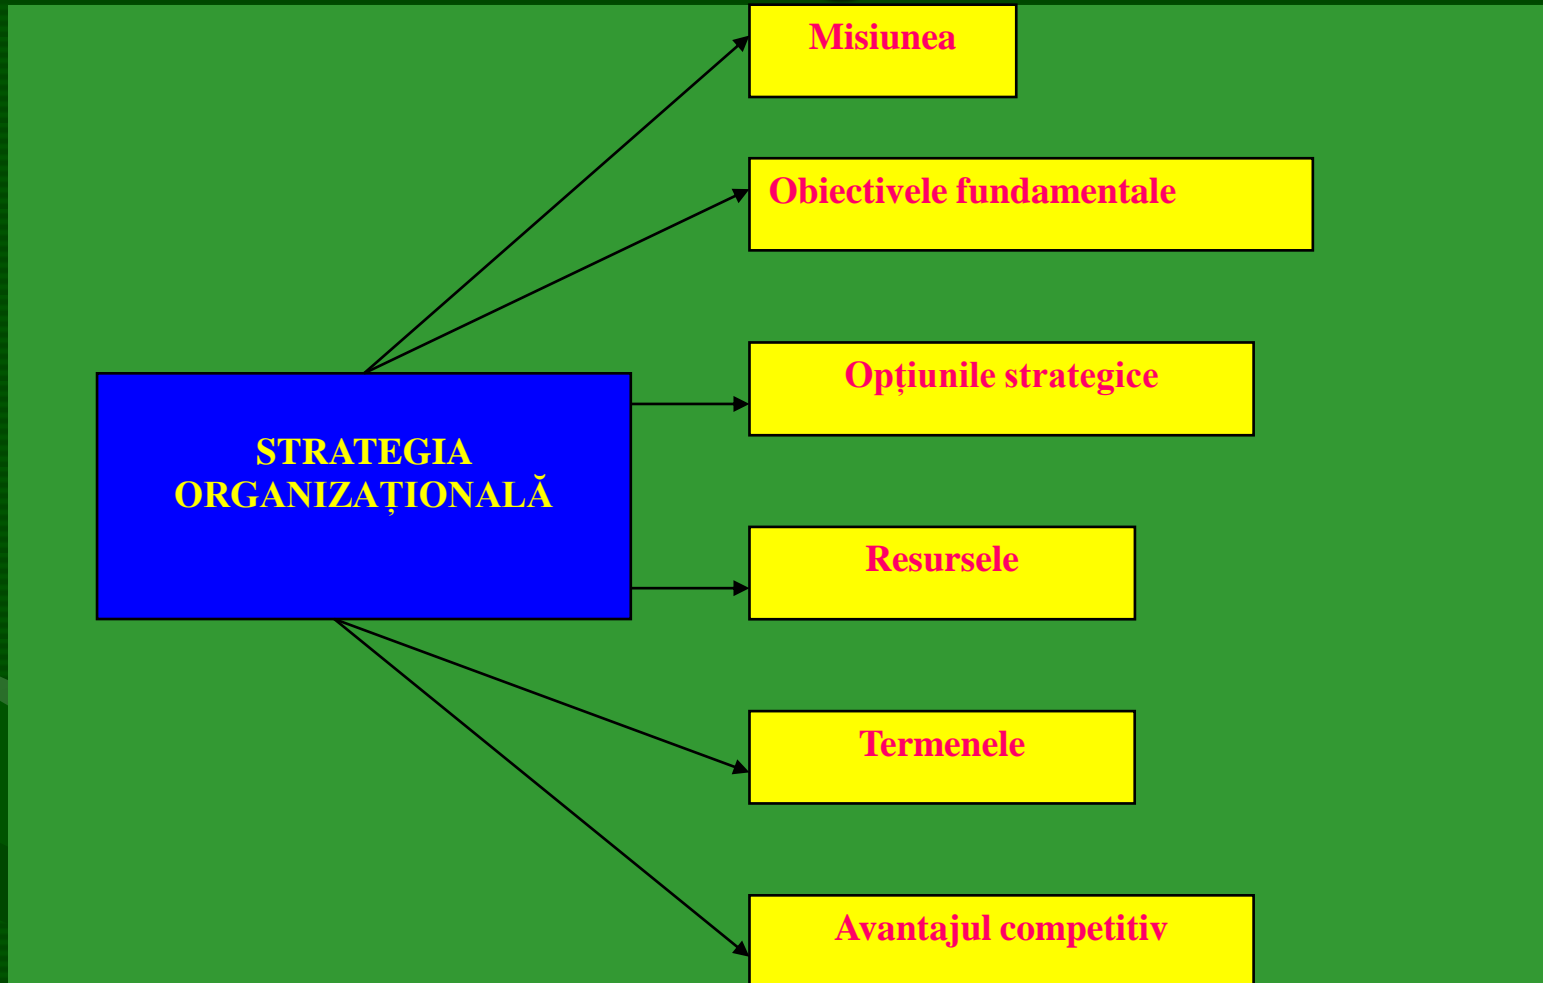 Misiunea
Obiectivele fundamentale
Opțiunile strategice
STRATEGIA
ORGANIZAȚIONALĂ
Resursele
Termenele
Avantajul competitiv